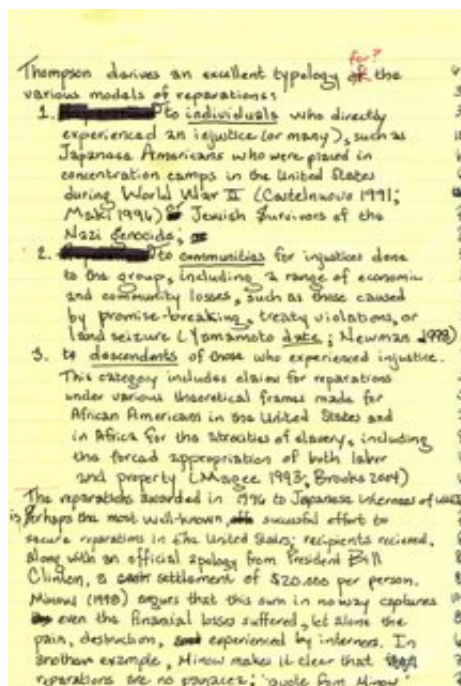 for?
Thompson derives an excellent typology of the
various models of reparations:
1. to individuals who directly
experienced an injustice (or many), such as
Japanese Americans who were placed in
concentration camps in the United States
during World War II (Castelnuovo 1991;
Maki 1996) Jewish Survivors of the
Nazi genocide; or
2. to communities for injustices done
to the group, including a range of economic
and community losses, such as those caused
by promise-breaking, treaty violations, or
land seizure (Yamamoto date; Newman 1998)
3. to descendents of those who experienced injustice.
This category includes claims for reparations
under various theoretical frames made for
African Americans in the United States and
in Africa for the atrocities of slavery, including
the forced appropriation of both labor
and property (Magee 1993; Brooks 2004)
The reparations awarded in to Japanese internees of
is perhaps the most well-known, sucessful effort to
secure reparations in the United States; recipients recieved,
along with an official apology from President Bill
Clinton, a cash settlement of $20,000 per person.
Minow (1998) argues that this sum in no way captures
even the financial losses suffered, let alone the
pain, destruction, experienced by internees. In
another example, Minow makes it clear that
reparations are no panacea: "quote from Minow"